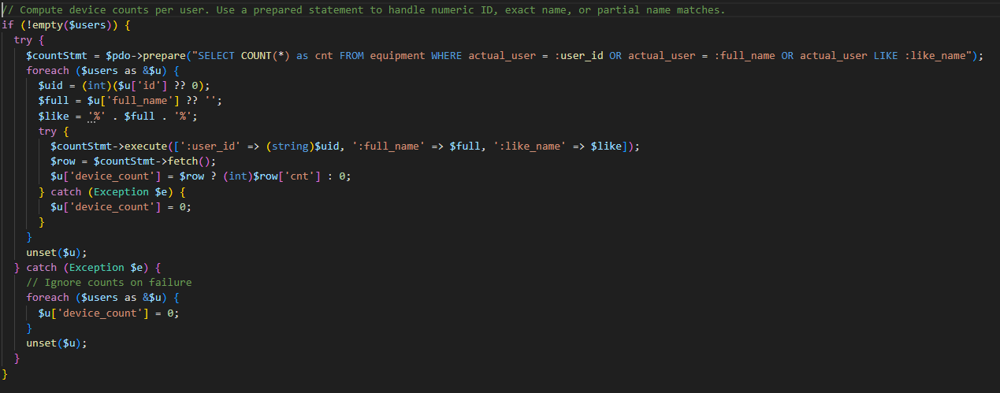 // Compute device counts per user. Use a prepared statement to handle numeric ID, exact name, or partial name matches.
if (!empty($users)) {
  try {
    $countStmt = $pdo->prepare("SELECT COUNT(*) as cnt FROM equipment WHERE actual_user = :user_id OR actual_user = :full_name OR actual_user LIKE :like_name");
    foreach ($users as &$u) {
      $uid = (int)($u['id'] ?? 0);
      $full = $u['full_name'] ?? '';
      $like = '%' . $full . '%';
      try {
        $countStmt->execute([':user_id' => (string)$uid, ':full_name' => $full, ':like_name' => $like]);
        $row = $countStmt->fetch();
        $u['device_count'] = $row ? (int)$row['cnt'] : 0;
      } catch (Exception $e) {
        $u['device_count'] = 0;
      }
    }
    unset($u);
  } catch (Exception $e) {
    // Ignore counts on failure
    foreach ($users as &$u) {
      $u['device_count'] = 0;
    }
    unset($u);
  }
}